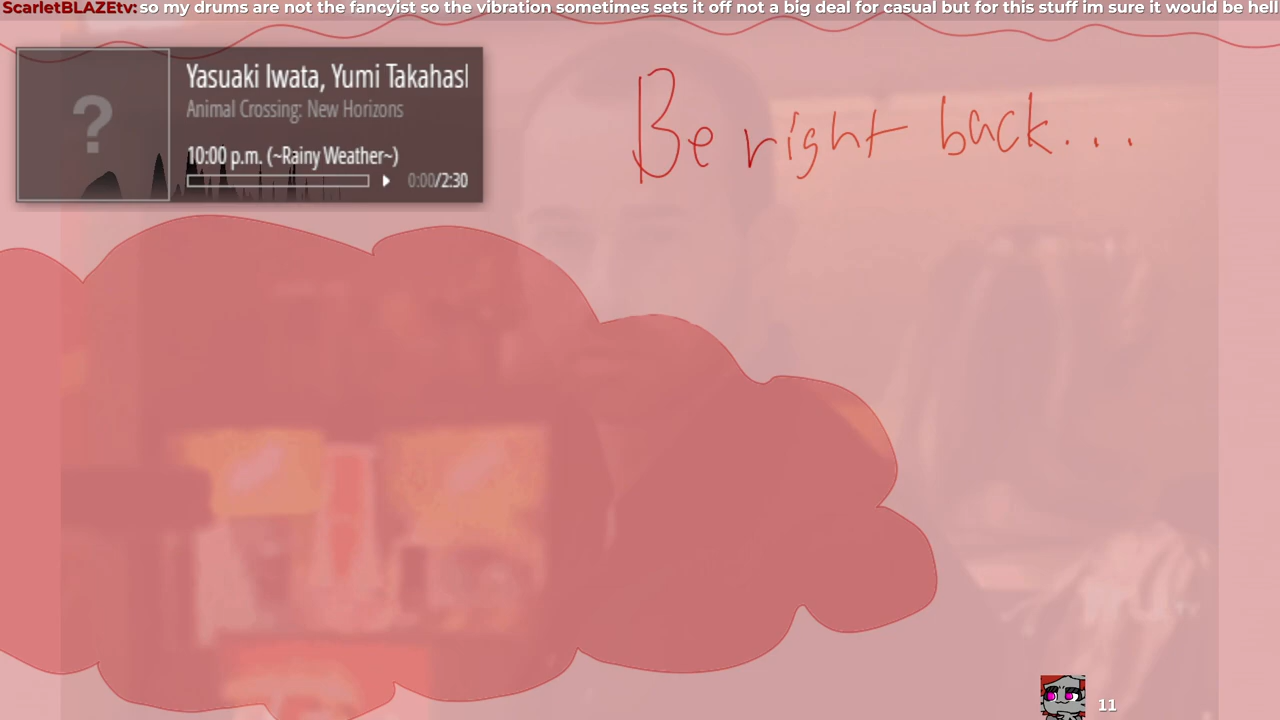 ScarletBLAZEtv: so my drums are not the fancyist so the vibration sometimes sets it off not a big deal for casual but for this stuff im sure it would be hell
Yasuaki Iwata, Yumi Takahas
Animal Crossing: New Horizons
10:00 p.m. (~Rainy Weather~)
0:00/2:30
?
Be right back...
11